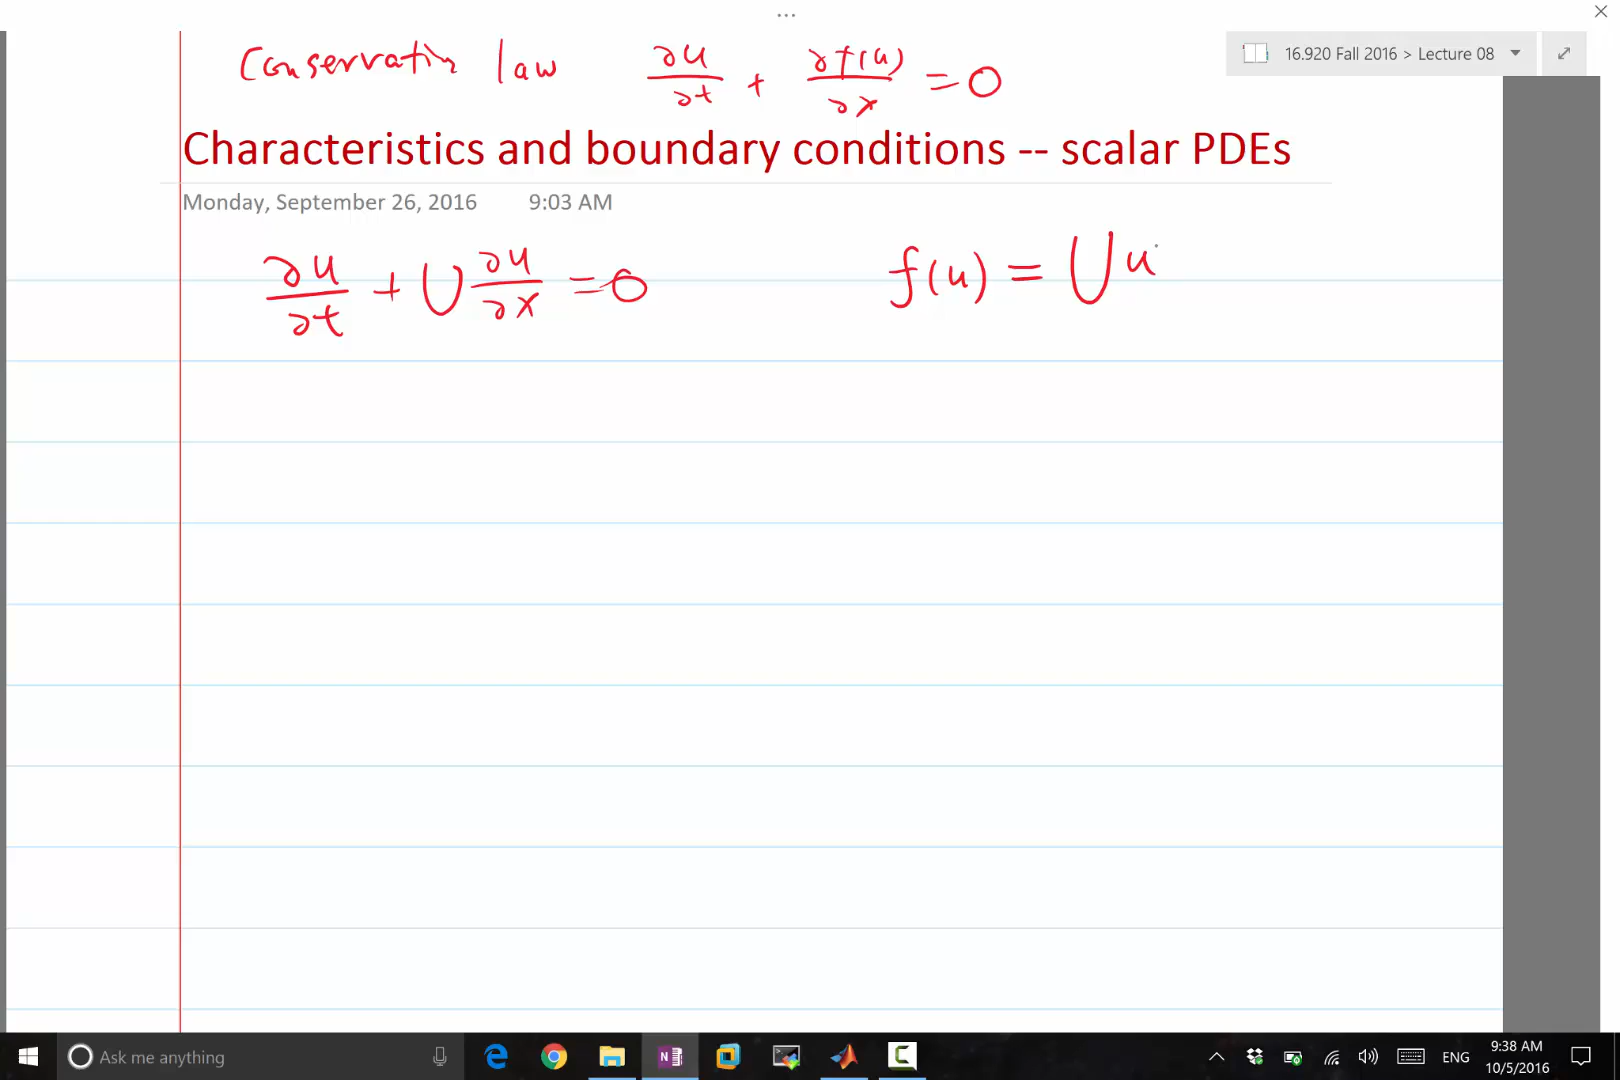 ...
16.920 Fall 2016 > Lecture 08
Conservation law ∂u/∂t + ∂f(u)/∂x = 0
Characteristics and boundary conditions -- scalar PDEs
Monday, September 26, 2016 9:03 AM
∂u/∂t + U ∂u/∂x = 0 f(u) = Uu
Ask me anything
N
ENG
9:38 AM
10/5/2016